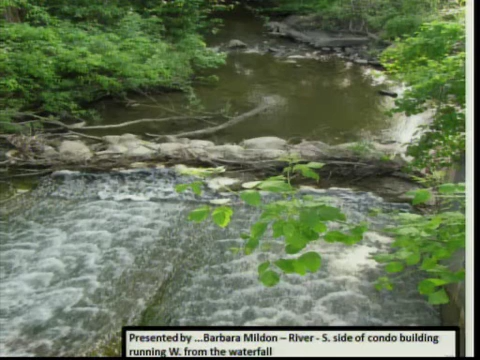 Presented by ...Barbara Mildon – River - S. side of condo building
running W. from the waterfall